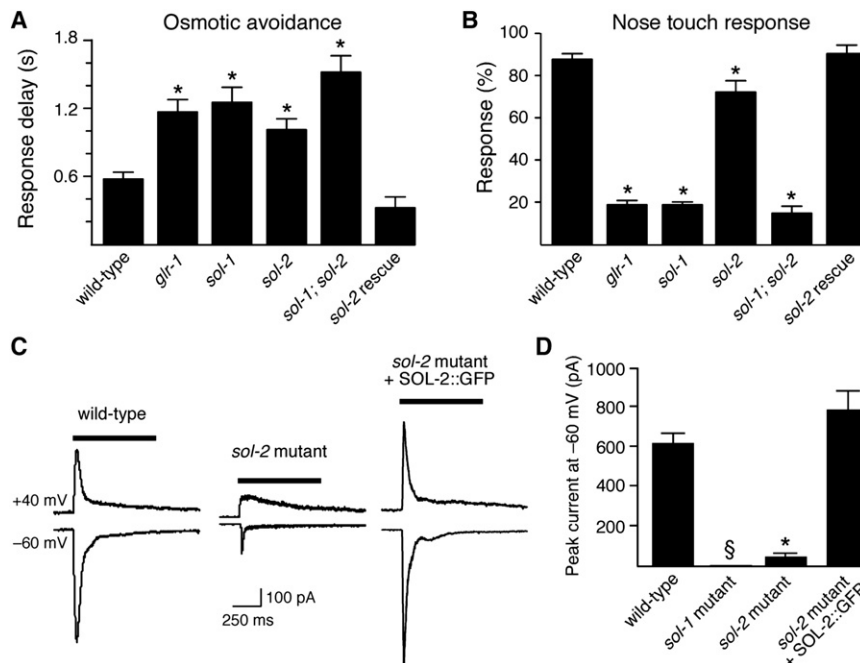 A
Osmotic avoidance
Response delay (s)
1.8
1.2
0.6
*
*
*
*
wild-type
glr-1
sol-1
sol-2
sol-1; sol-2
sol-2 rescue
B
Nose touch response
Response (%)
100
80
60
40
20
*
*
*
*
wild-type
glr-1
sol-1
sol-2
sol-1; sol-2
sol-2 rescue
C
wild-type
sol-2 mutant
sol-2 mutant
+ SOL-2::GFP
+40 mV
–60 mV
100 pA
250 ms
D
Peak current at –60 mV (pA)
1000
800
600
400
200
§
*
wild-type
sol-1 mutant
sol-2 mutant
sol-2 mutant
+ SOL-2::GFP